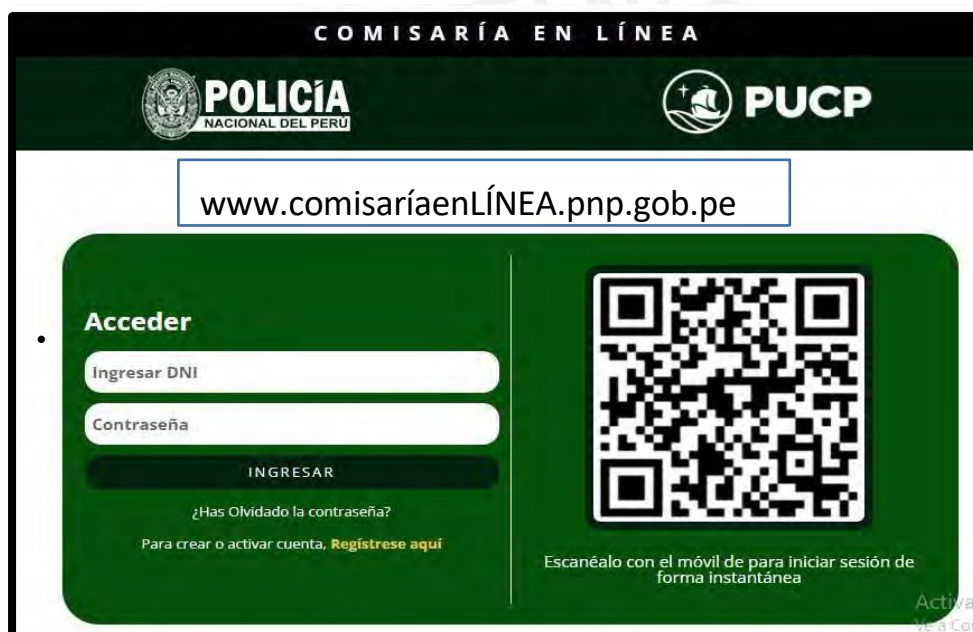 COMISARÍA EN LÍNEA
POLICÍA
NACIONAL DEL PERÚ
PUCP
www.comisaríaenLÍNEA.pnp.gob.pe
Acceder
Ingresar DNI
Contraseña
INGRESAR
¿Has Olvidado la contraseña?
Para crear o activar cuenta, Regístrese aquí
Escanéalo con el móvil de para iniciar sesión de
forma instantánea